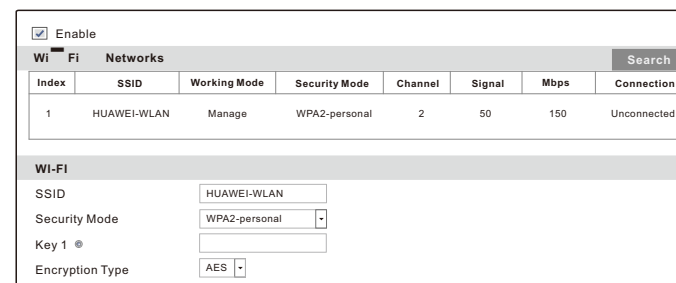 Enable
Wi-Fi Networks Search
Index SSID Working Mode Security Mode Channel Signal Mbps Connection
1 HUAWEI-WLAN Manage WPA2-personal 2 50 150 Unconnected
WI-FI
SSID HUAWEI-WLAN
Security Mode WPA2-personal
Key 1
Encryption Type AES